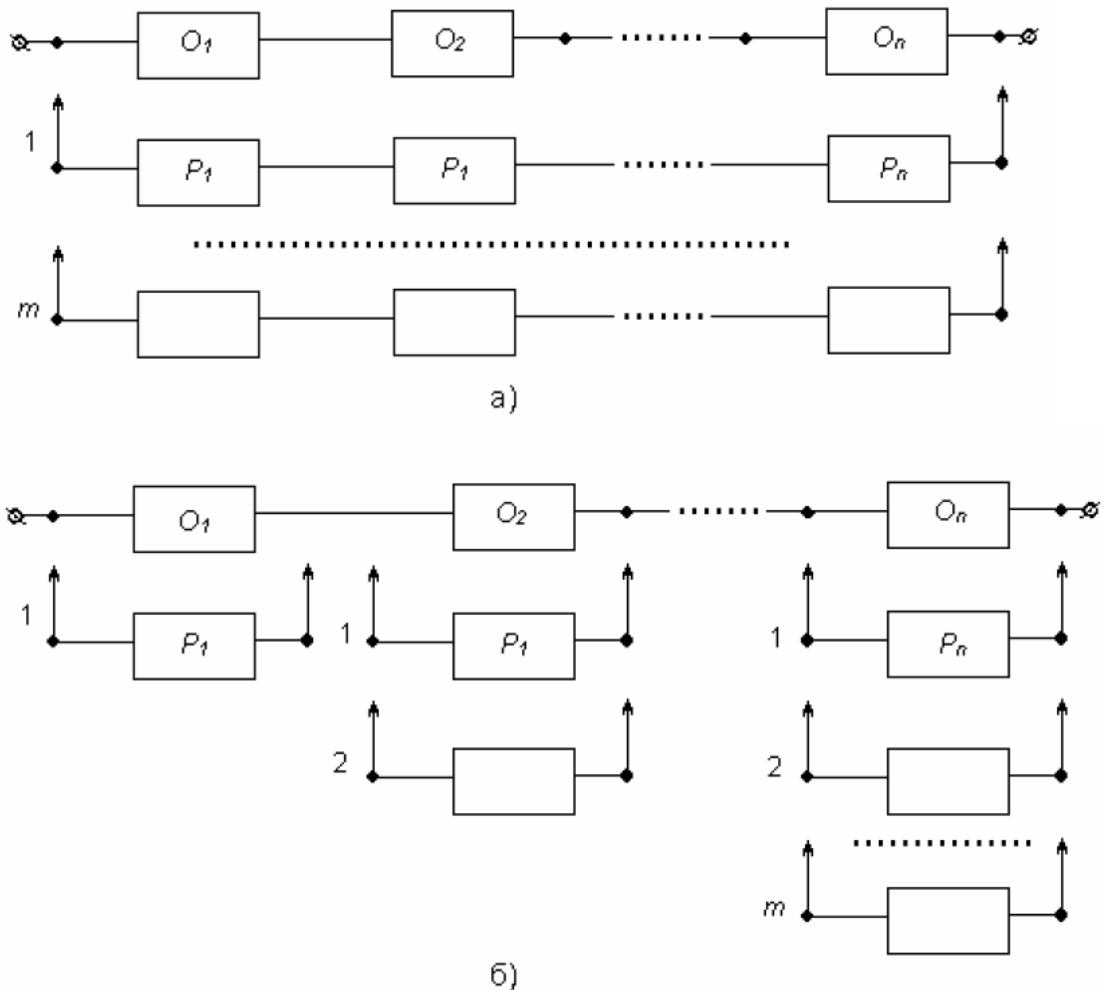 O1 O2 ....... On
1 P1 P1 ....... Pn
m .......
а)
O1 O2 ....... On
1 P1 1 P1 1 Pn
2 2
m
б)